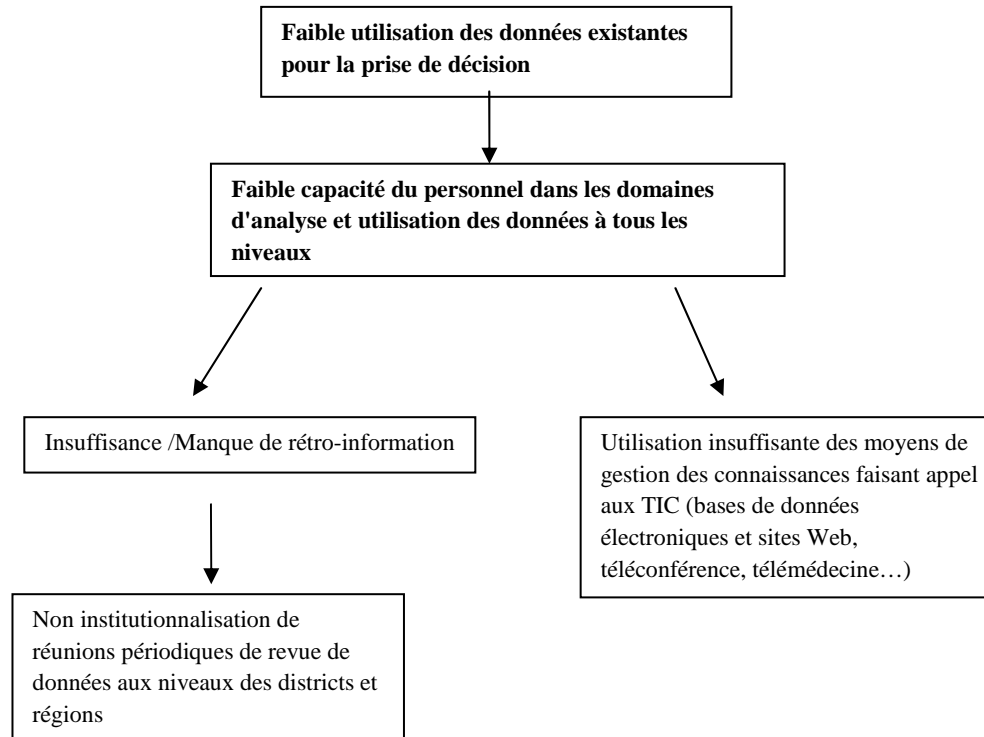 Faible utilisation des données existantes
pour la prise de décision
Faible capacité du personnel dans les domaines
d'analyse et utilisation des données à tous les
niveaux
Insuffisance /Manque de rétro-information
Utilisation insuffisante des moyens de
gestion des connaissances faisant appel
aux TIC (bases de données
électroniques et sites Web,
téléconférence, télémédecine…)
Non institutionnalisation de
réunions périodiques de revue de
données aux niveaux des districts et
régions